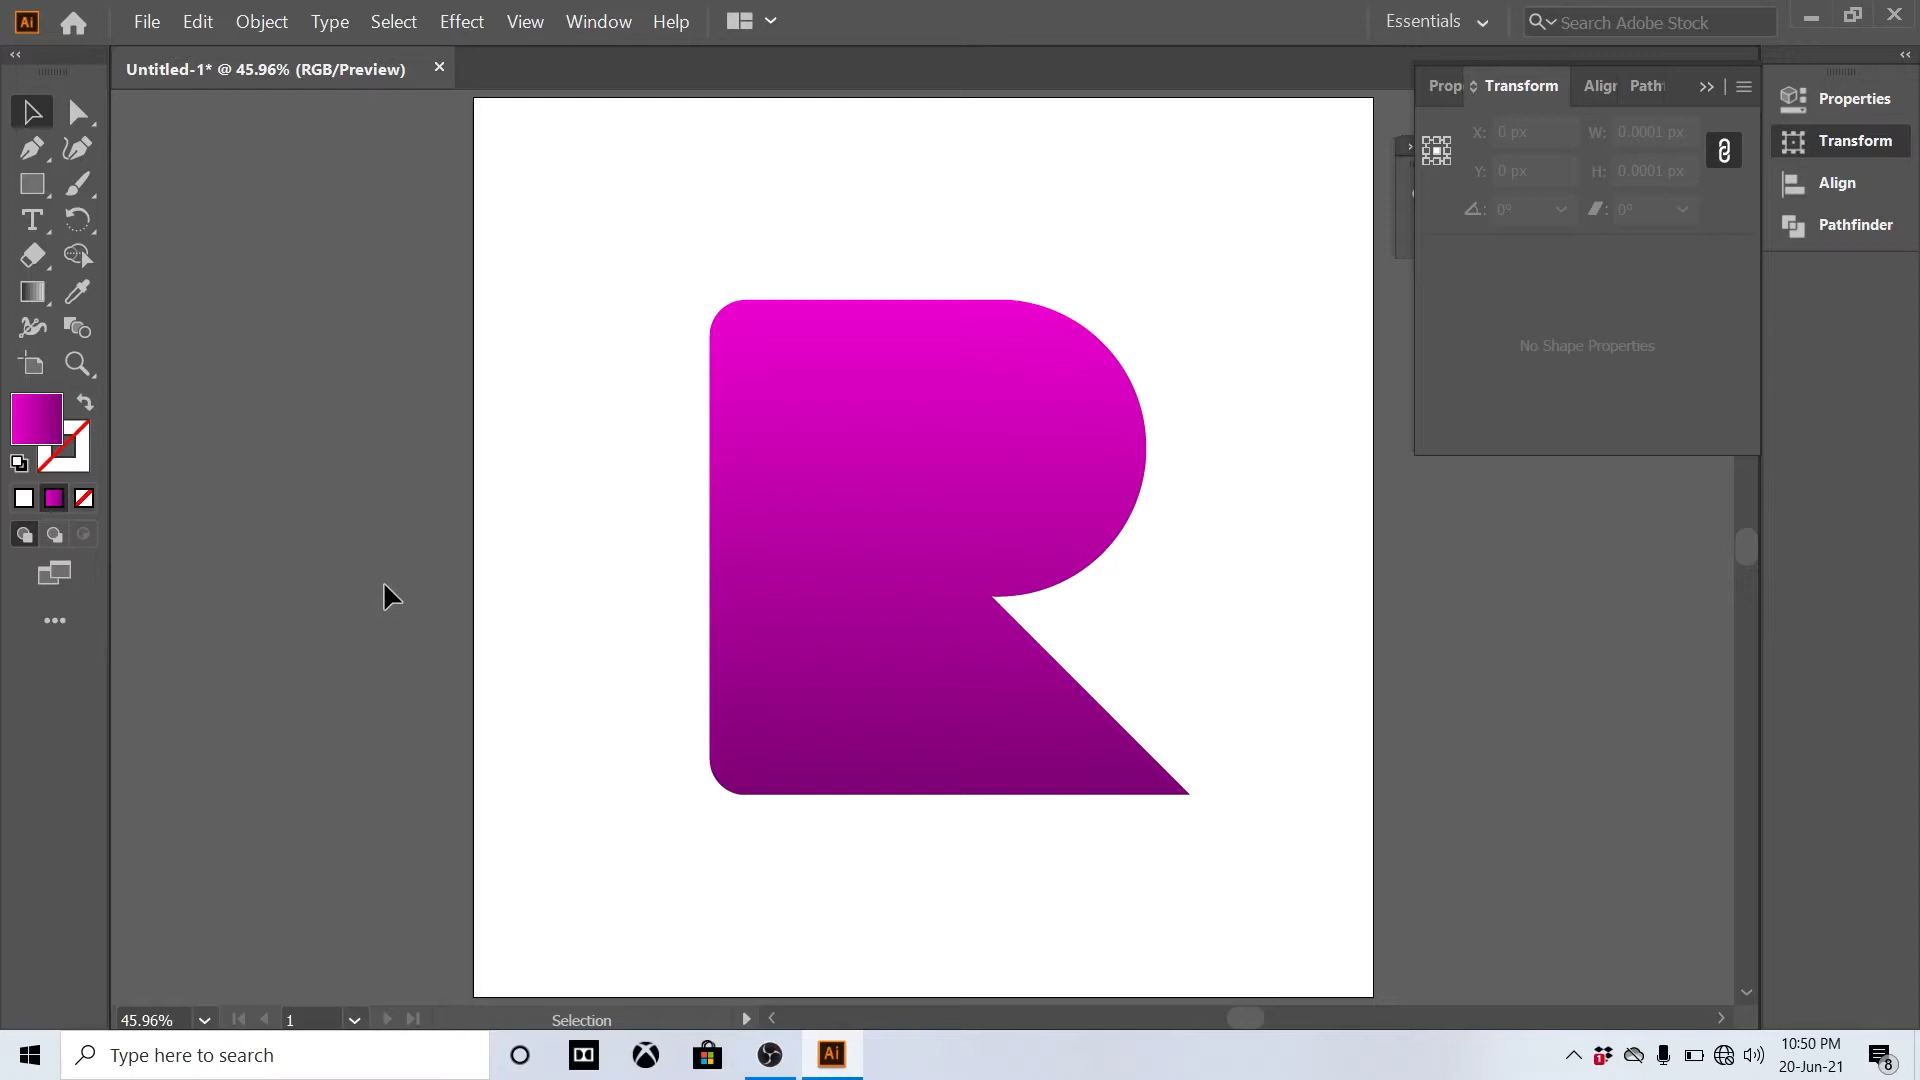 Ai File Edit Object Type Select Effect View Window Help Essentials Search Adobe Stock
Untitled-1* @ 45.96% (RGB/Preview)
Prop Transform Align Path
X: 0 px W: 0.0001 px
Y: 0 px H: 0.0001 px
0° 0°
No Shape Properties
Properties
Transform
Align
Pathfinder
45.96% 1 Selection
Type here to search
Ai
1
10:50 PM
20-Jun-21
8